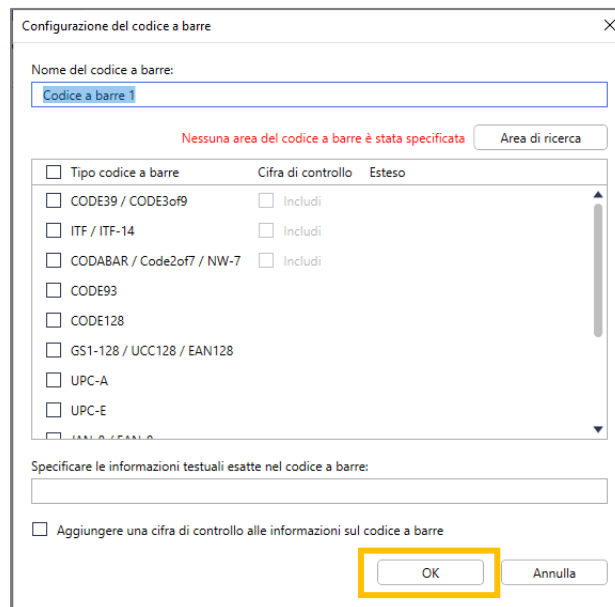 Configurazione del codice a barre
Nome del codice a barre:
Codice a barre 1
Nessuna area del codice a barre è stata specificata Area di ricerca
Tipo codice a barre Cifra di controllo Esteso
CODE39 / CODE3of9 Includi
ITF / ITF-14 Includi
CODABAR / Code2of7 / NW-7 Includi
CODE93
CODE128
GS1-128 / UCC128 / EAN128
UPC-A
UPC-E
Specificare le informazioni testuali esatte nel codice a barre:
Aggiungere una cifra di controllo alle informazioni sul codice a barre
OK Annulla